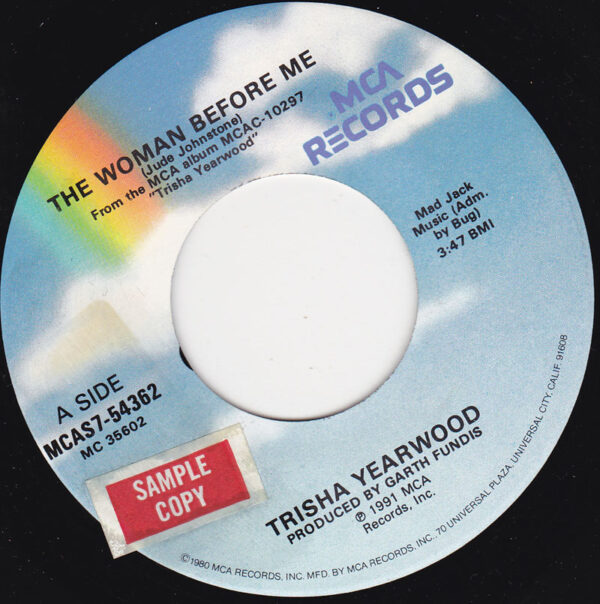 THE WOMAN BEFORE ME
(Jude Johnstone)
From the MCA album MCAC-10297
"Trisha Yearwood"
MCA
RECORDS
Mad Jack
Music (Adm.
by Bug)
3:47 BMI
A SIDE
MCAS7-54362
MC 35602
SAMPLE
COPY
TRISHA YEARWOOD
PRODUCED BY GARTH FUNDIS
℗ 1991 MCA
Records, Inc.
©1980 MCA RECORDS, INC. MFD. BY MCA RECORDS, INC., 70 UNIVERSAL PLAZA, UNIVERSAL CITY, CALIF. 91608